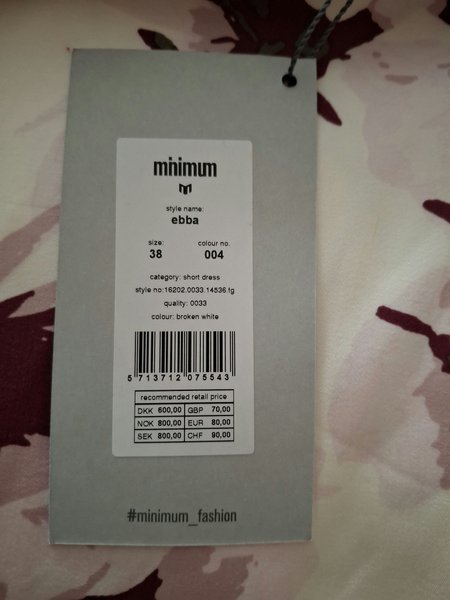 minimum
m
style name:
ebba
size: colour no.
38 004
category: short dress
style no:16202.0033.14536.fg
quality: 0033
colour: broken white
5 713712 075543
recommended retail price
DKK 600,00 GBP 70,00
NOK 800,00 EUR 80,00
SEK 800,00 CHF 90,00
#minimum_fashion